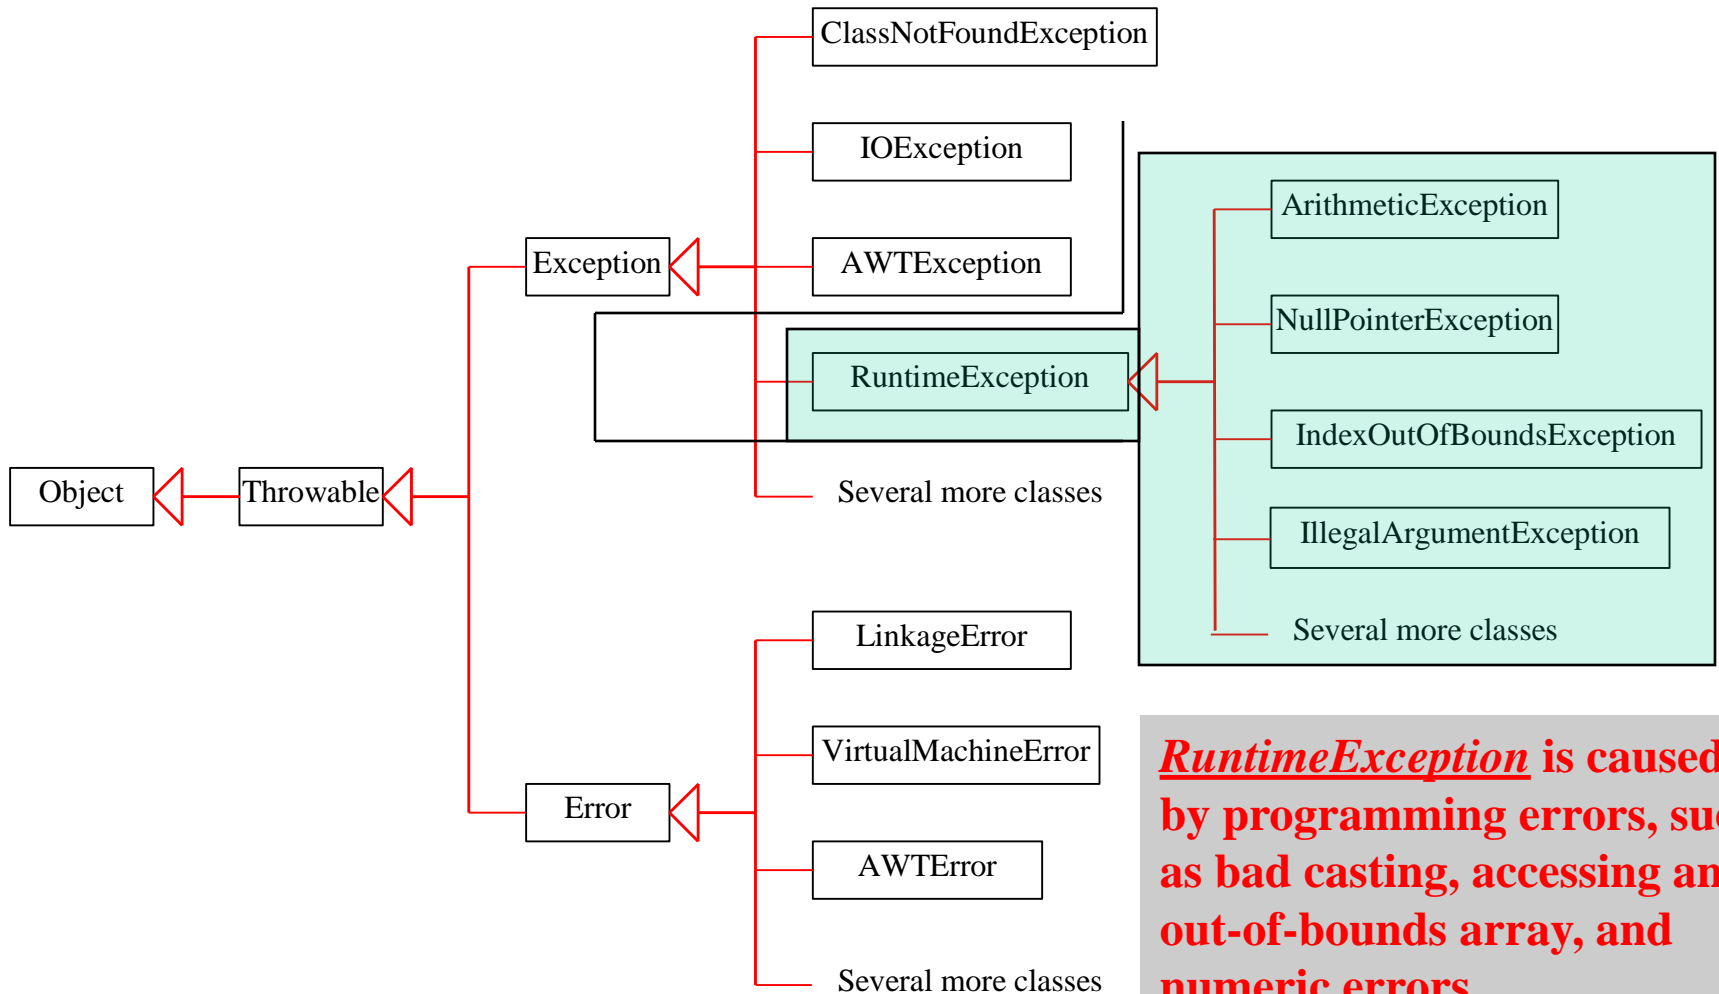 ClassNotFoundException
IOException
ArithmeticException
Exception
AWTException
NullPointerException
RuntimeException
IndexOutOfBoundsException
Object
Throwable
Several more classes
IllegalArgumentException
LinkageError
Several more classes
VirtualMachineError
Error
AWTError
Several more classes
RuntimeException is caused
by programming errors,
as bad casting, accessing
out-of-bounds array, and
numeric errors